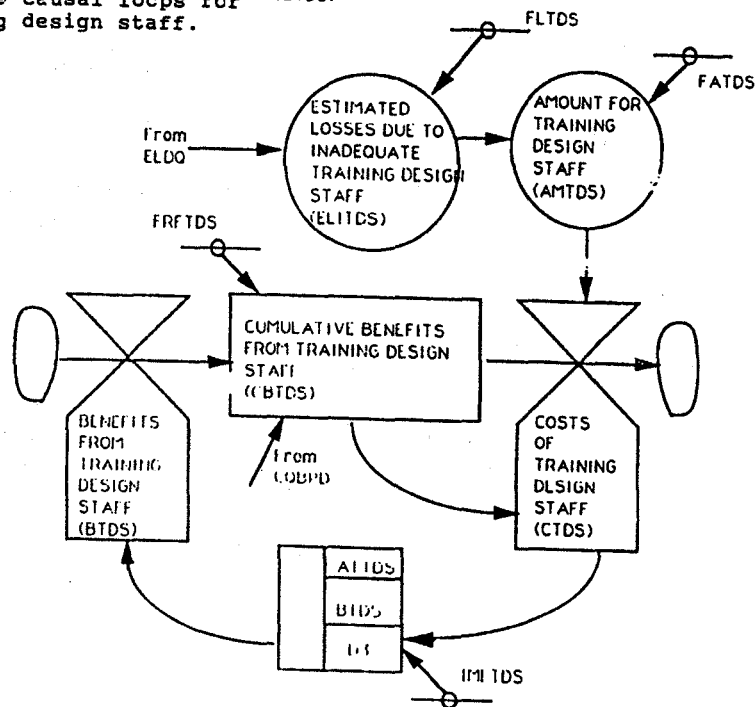 causal loops for
g design staff.
FLTDS
FATDS
ESTIMATED
LOSSES DUE TO
INADEQUATE
TRAINING DESIGN
STAFF
(ELITDS)
AMOUNT FOR
TRAINING
DESIGN
STAFF
(AMTDS)
From
ELDQ
FRFTDS
CUMULATIVE BENEFITS
FROM TRAINING DESIGN
STAFF
(CBTDS)
BENEFITS
FROM
TRAINING
DESIGN
STAFF
(BTDS)
From
COSTS
OF
TRAINING
DESIGN
STAFF
(CTDS)
BTDS